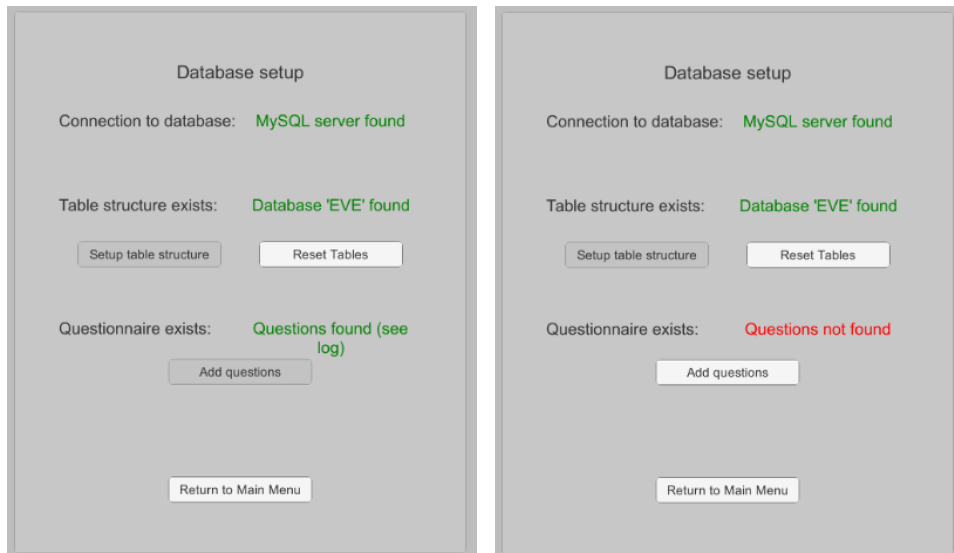 Database setup
Connection to database: MySQL server found
Table structure exists: Database 'EVE' found
Setup table structure Reset Tables
Questionnaire exists: Questions found (see
log)
Add questions
Return to Main Menu
Database setup
Connection to database: MySQL server found
Table structure exists: Database 'EVE' found
Setup table structure Reset Tables
Questionnaire exists: Questions not found
Add questions
Return to Main Menu